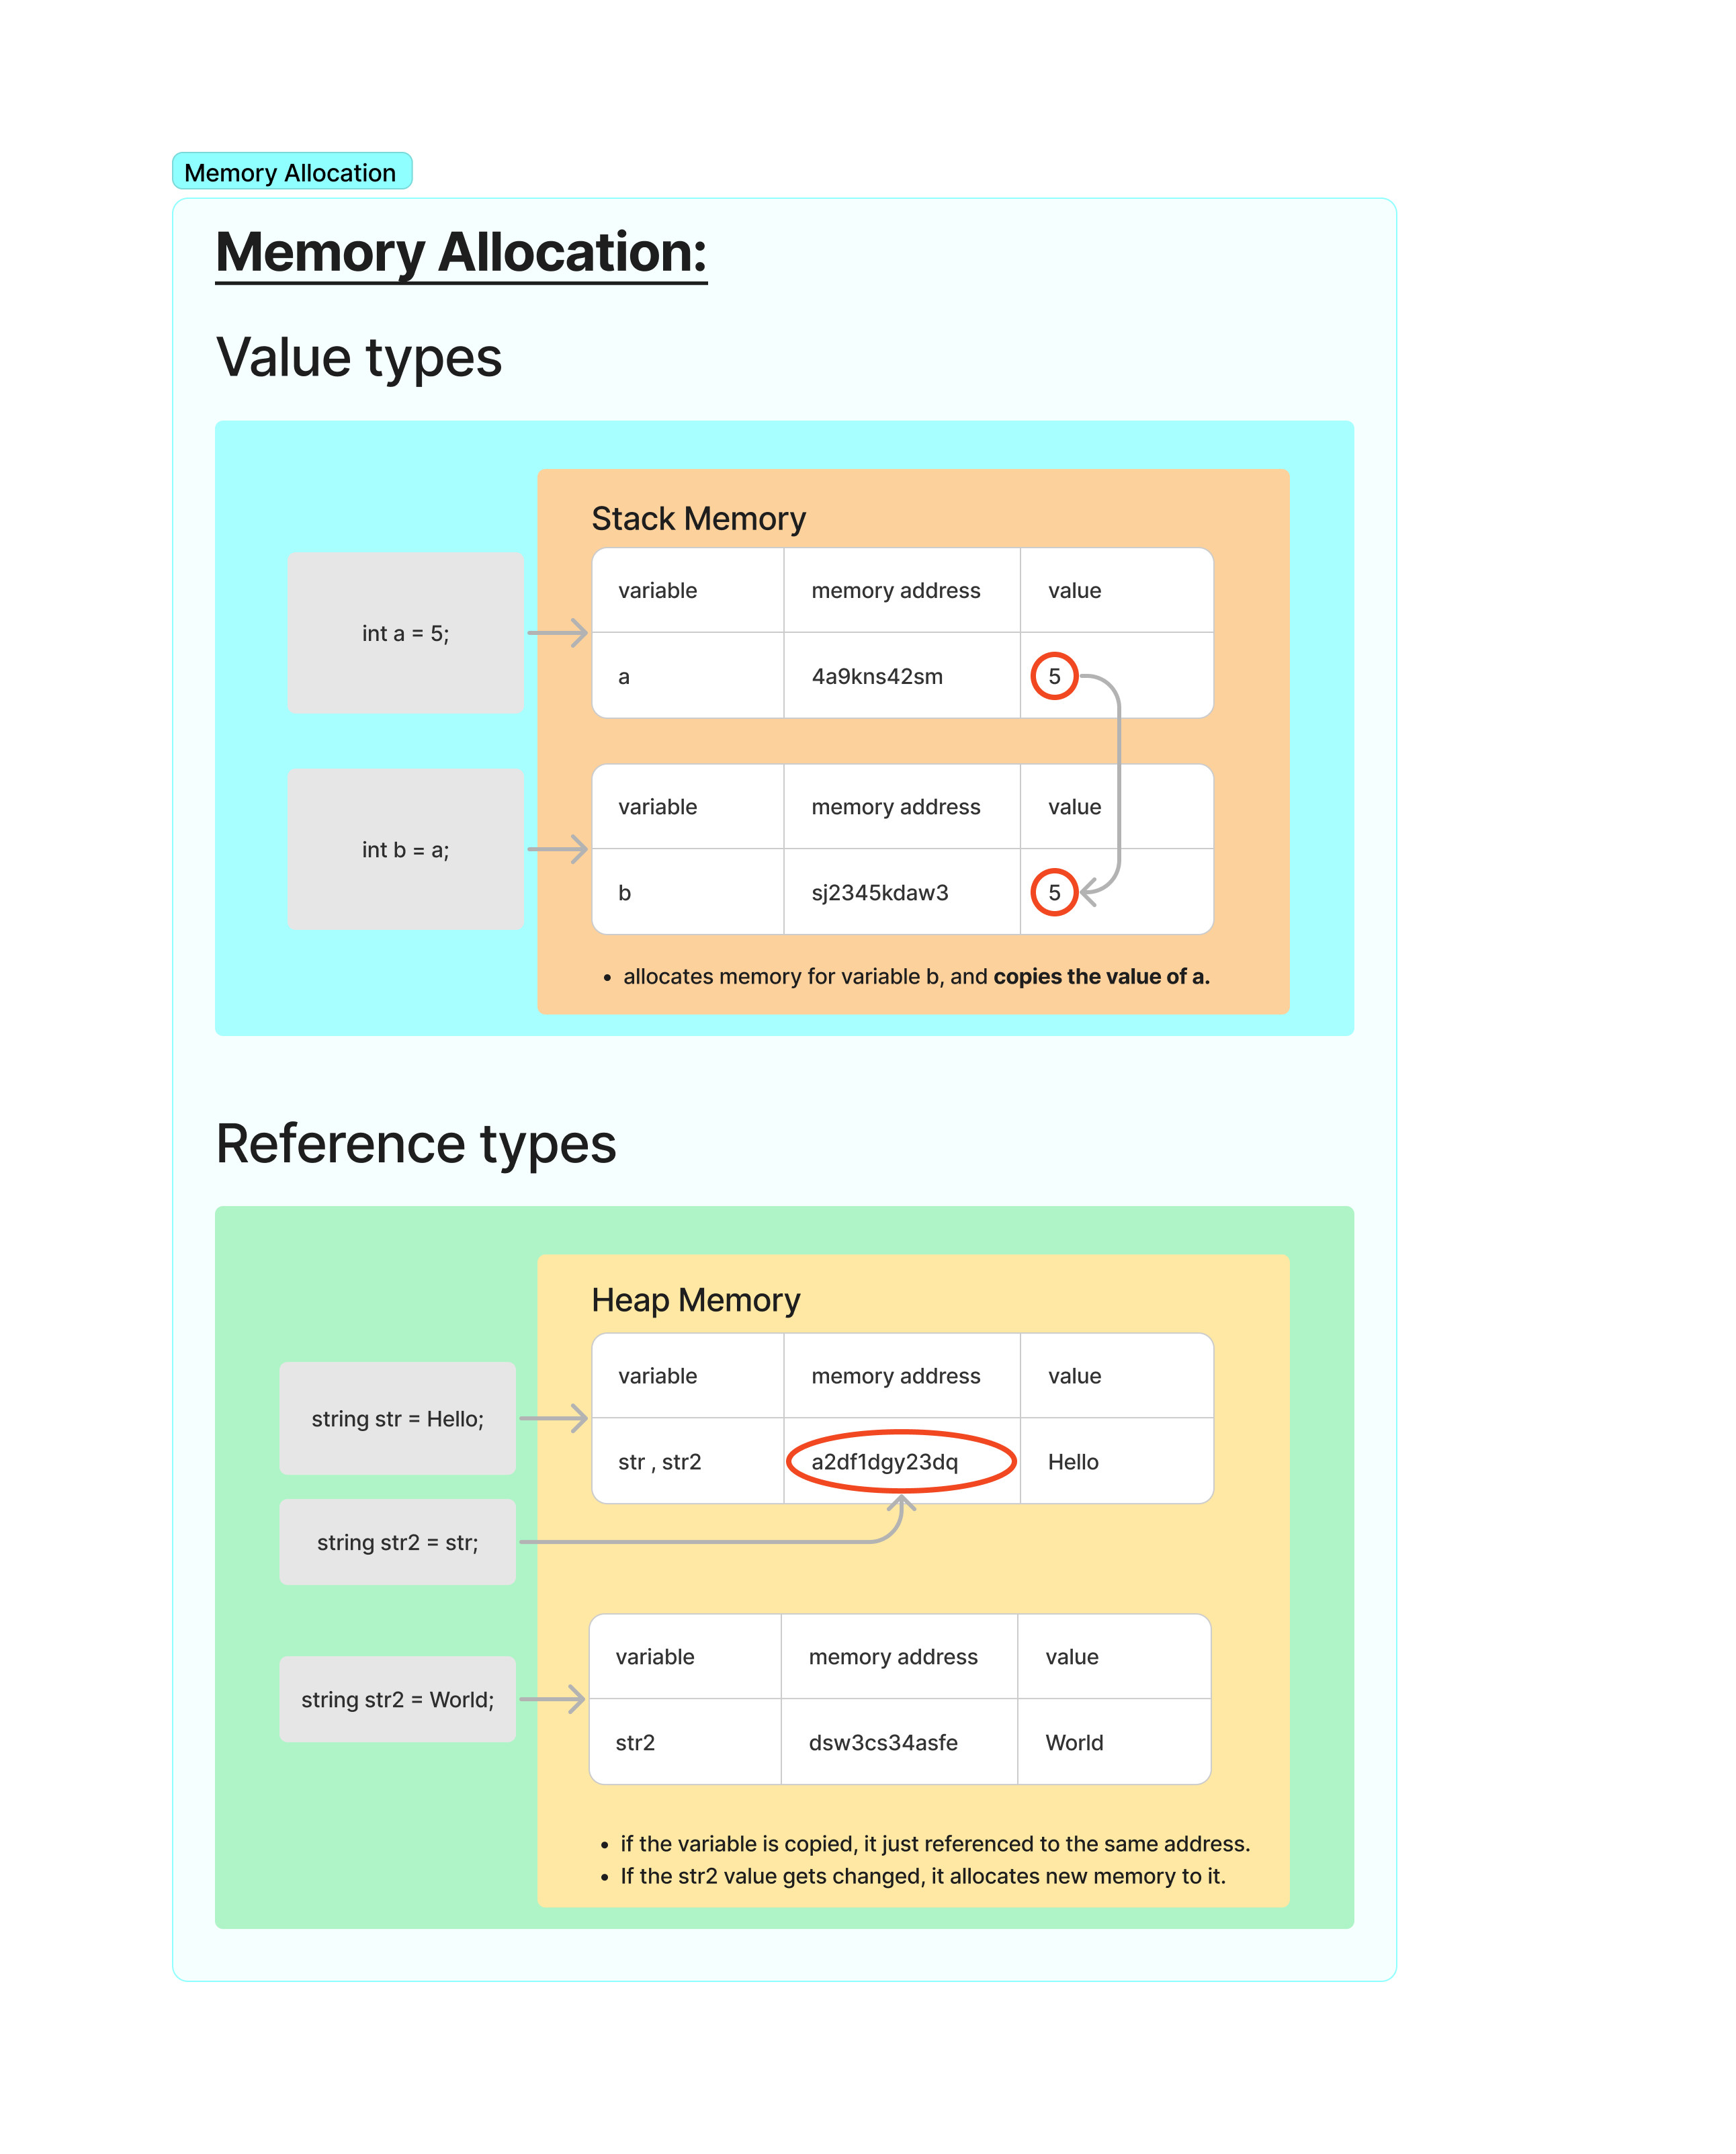 Memory Allocation
Memory Allocation:
Value types
Stack Memory
int a = 5;
variable memory address value
a 4a9kns42sm 5
int b = a;
variable memory address value
b sj2345kdaw3 5
• allocates memory for variable b, and copies the value of a.
Reference types
Heap Memory
string str = Hello;
variable memory address value
str , str2 a2df1dgy23dq Hello
string str2 = str;
string str2 = World;
variable memory address value
str2 dsw3cs34asfe World
• if the variable is copied, it just referenced to the same address.
• If the str2 value gets changed, it allocates new memory to it.